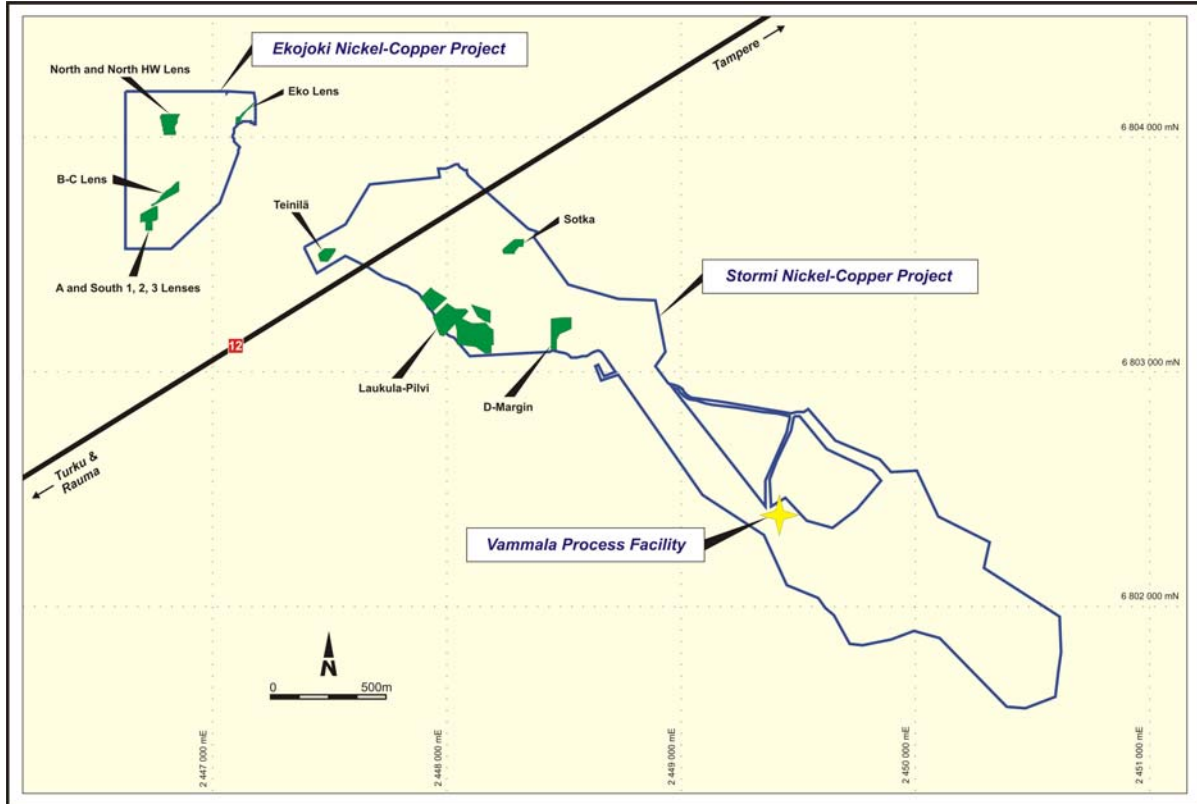 Ekojoki Nickel-Copper Project
Tampere
North and North HW Lens
Eko Lens
6 804 000 mN
B-C Lens
Teinilä
Sotka
A and South 1, 2, 3 Lenses
Stormi Nickel-Copper Project
12
Laukula-Pilvi
D-Margin
6 803 000 mN
Turku &
Rauma
Vammala Process Facility
6 802 000 mN
N
0 500m
2 447 000 mE
2 448 000 mE
2 449 000 mE
2 450 000 mE
2 451 000 mE